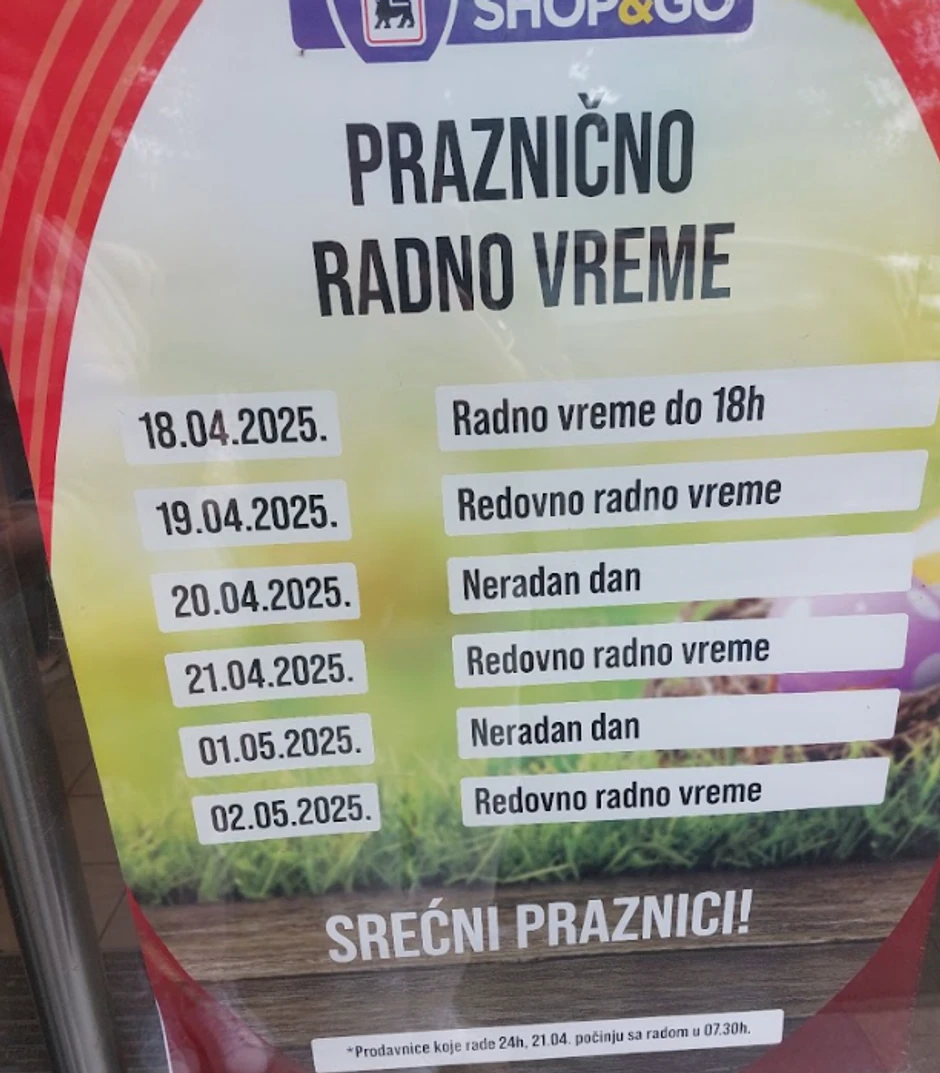 SHOP&GO
PRAZNIČNO
RADNO VREME
18.04.2025. Radno vreme do 18h
19.04.2025. Redovno radno vreme
20.04.2025. Neradan dan
21.04.2025. Redovno radno vreme
01.05.2025. Neradan dan
02.05.2025. Redovno radno vreme
SREĆNI PRAZNICI!
*Prodavnice koje rade 24h, 21.04. počinju sa radom u 07.30h.